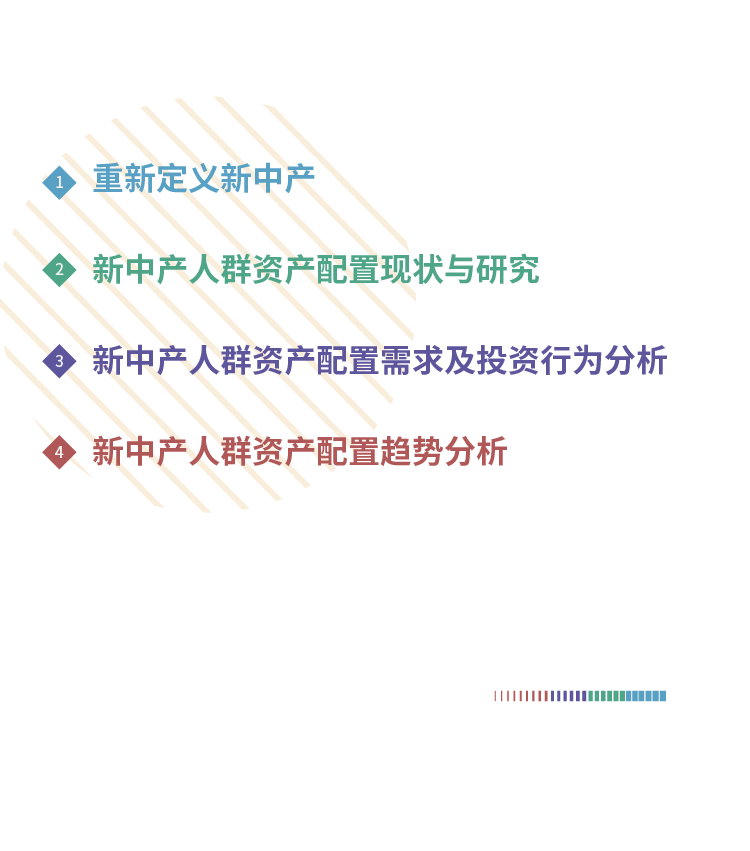 1 重新定义新中产
2 新中产人群资产配置现状与研究
3 新中产人群资产配置需求及投资行为分析
4 新中产人群资产配置趋势分析